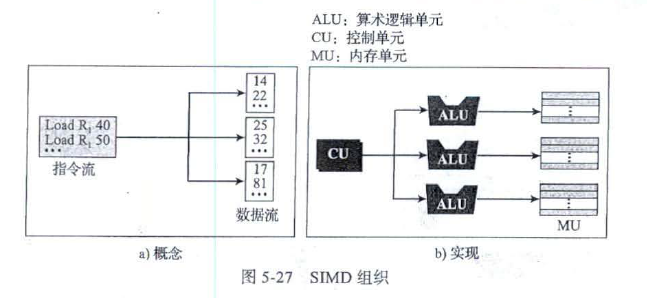 ALU：算术逻辑单元
CU：控制单元
MU：内存单元
Load R₁ 40
Load R₁ 50
•••
指令流
14
22
•••
25
32
•••
17
81
•••
数据流
a) 概念
CU
ALU
ALU
ALU
MU
b) 实现
图 5-27 SIMD 组织